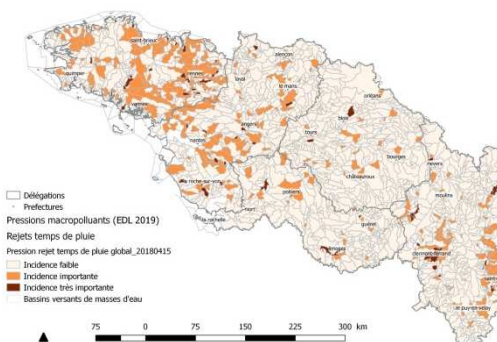 saint-brieuc
alençon
quimper
rennes
laval
le mans
orléans
vannes
blois
angers
tours
nantes
bourges
nevers
la roche-sur-yon
châteauroux
poitiers
moulins
niort
la rochelle
guéret
limoges
clermont-ferrand
le puy-en-velay
Délégations
Prefectures
Pressions macropolluants (EDL 2019)
Rejets temps de pluie
Pression rejet temps de pluie global_20180415
Incidence faible
Incidence importante
Incidence très importante
Bassins versants de masses d'eau
75 0 75 150 225 300 km